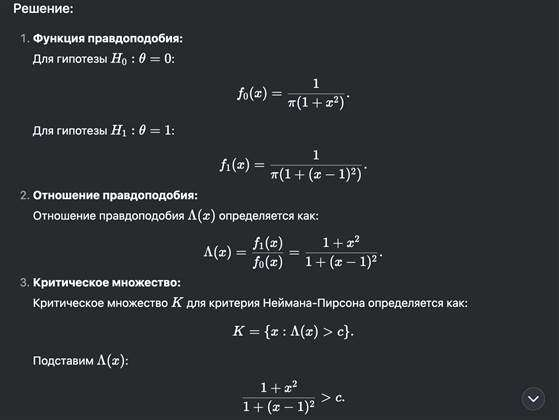 Решение:
1. Функция правдоподобия:
Для гипотезы H₀ : θ = 0:
f₀(x) = 1 / (π(1 + x²)).
Для гипотезы H₁ : θ = 1:
f₁(x) = 1 / (π(1 + (x − 1)²)).
2. Отношение правдоподобия:
Отношение правдоподобия Λ(x) определяется как:
Λ(x) = f₁(x) / f₀(x) = (1 + x²) / (1 + (x − 1)²).
3. Критическое множество:
Критическое множество K для критерия Неймана-Пирсона определяется как:
K = {x : Λ(x) > c}.
Подставим Λ(x):
(1 + x²) / (1 + (x − 1)²) > c.